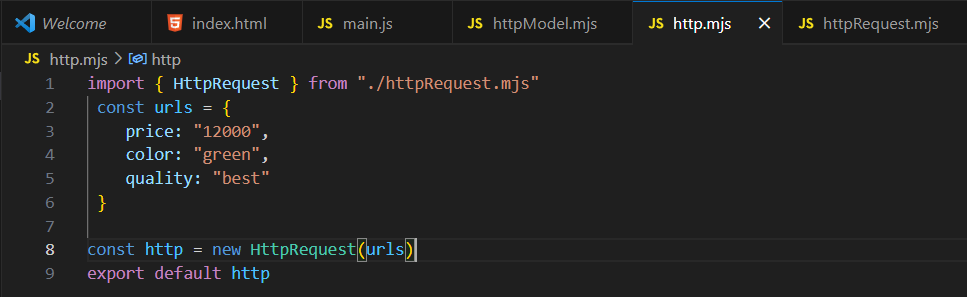 Welcome index.html JS main.js JS httpModel.mjs JS http.mjs × JS httpRequest.mjs
JS http.mjs > http
1 import { HttpRequest } from "./httpRequest.mjs"
2 const urls = {
3 price: "12000",
4 color: "green",
5 quality: "best"
6 }
7
8 const http = new HttpRequest(urls)
9 export default http